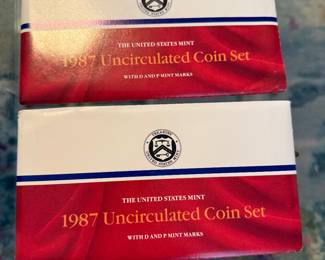 THE UNITED STATES MINT
1987 Uncirculated Coin Set
WITH D AND P MINT MARKS
THE UNITED STATES MINT
1987 Uncirculated Coin Set
WITH D AND P MINT MARKS